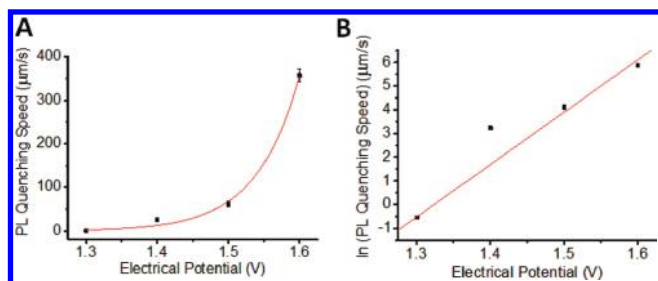 A
PL Quenching Speed (μm/s)
400
300
200
100
0
1.3 1.4 1.5 1.6
Electrical Potential (V)
B
ln (PL Quenching Speed) (μm/s)
6
5
4
3
2
1
0
-1
1.3 1.4 1.5 1.6
Electrical Potential (V)